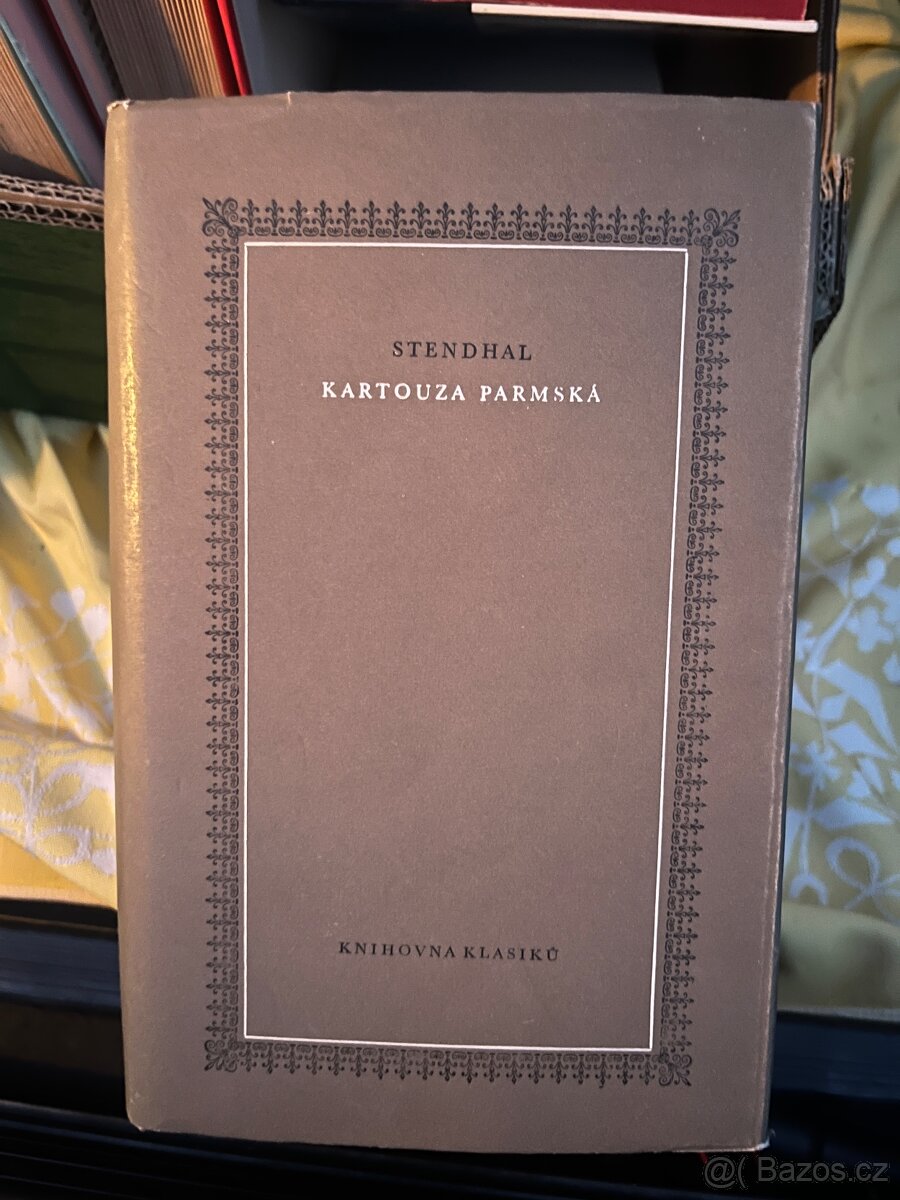 STENDHAL
KARTOUZA PARMSKÁ
KNIHOVNA KLASIKŮ
@( Bazos.cz